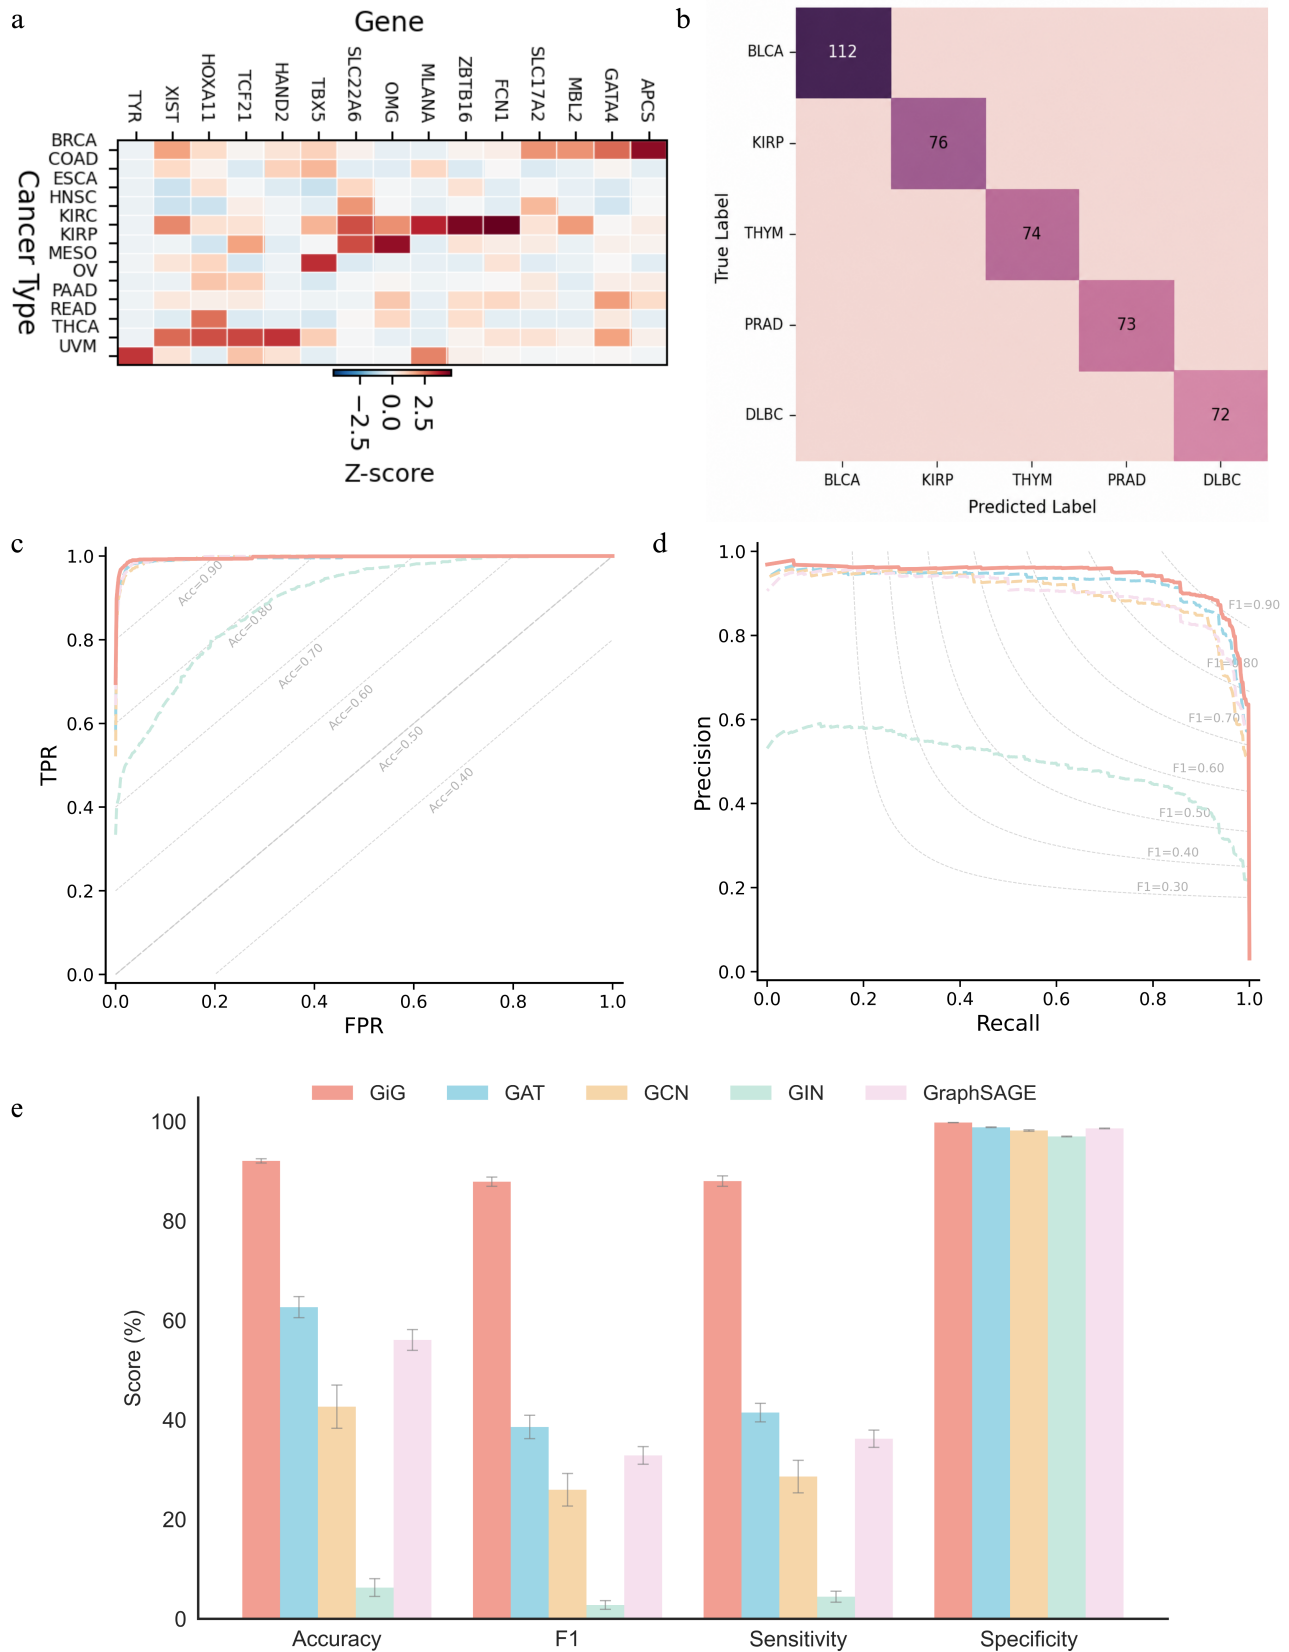 a
Gene
TYR XIST HOXA11 TCF21 HAND2 TBX5 SLC22A6 OMG MLANA ZBTB16 FCN1 SLC17A2 MBL2 GATA4 APCS
Cancer Type
BRCA
COAD
ESCA
HNSC
KIRC
KIRP
MESO
OV
PAAD
READ
THCA
UVM
−2.5 0.0 2.5
Z-score
b
True Label
BLCA 112
KIRP 76
THYM 74
PRAD 73
DLBC 72
BLCA KIRP THYM PRAD DLBC
Predicted Label
c
TPR
1.0
0.8
0.6
0.4
0.2
0.0
Acc=0.90
Acc=0.80
Acc=0.70
Acc=0.60
Acc=0.50
Acc=0.40
0.0 0.2 0.4 0.6 0.8 1.0
FPR
d
Precision
1.0
0.8
0.6
0.4
0.2
0.0
F1=0.90
F1=0.80
F1=0.70
F1=0.60
F1=0.50
F1=0.40
F1=0.30
0.0 0.2 0.4 0.6 0.8 1.0
Recall
e
GiG GAT GCN GIN GraphSAGE
Score (%)
100
80
60
40
20
0
Accuracy F1 Sensitivity Specificity